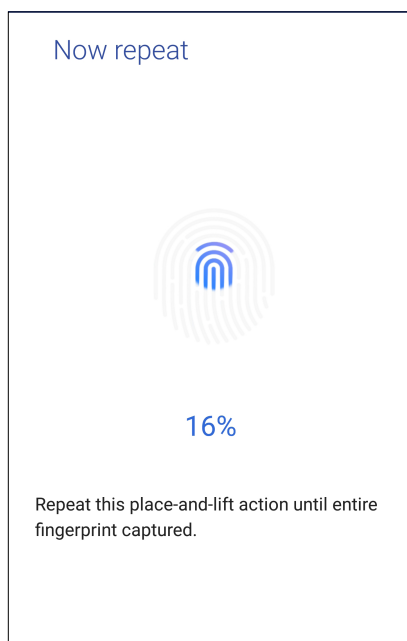 Now repeat
16%
Repeat this place-and-lift action until entire
fingerprint captured.